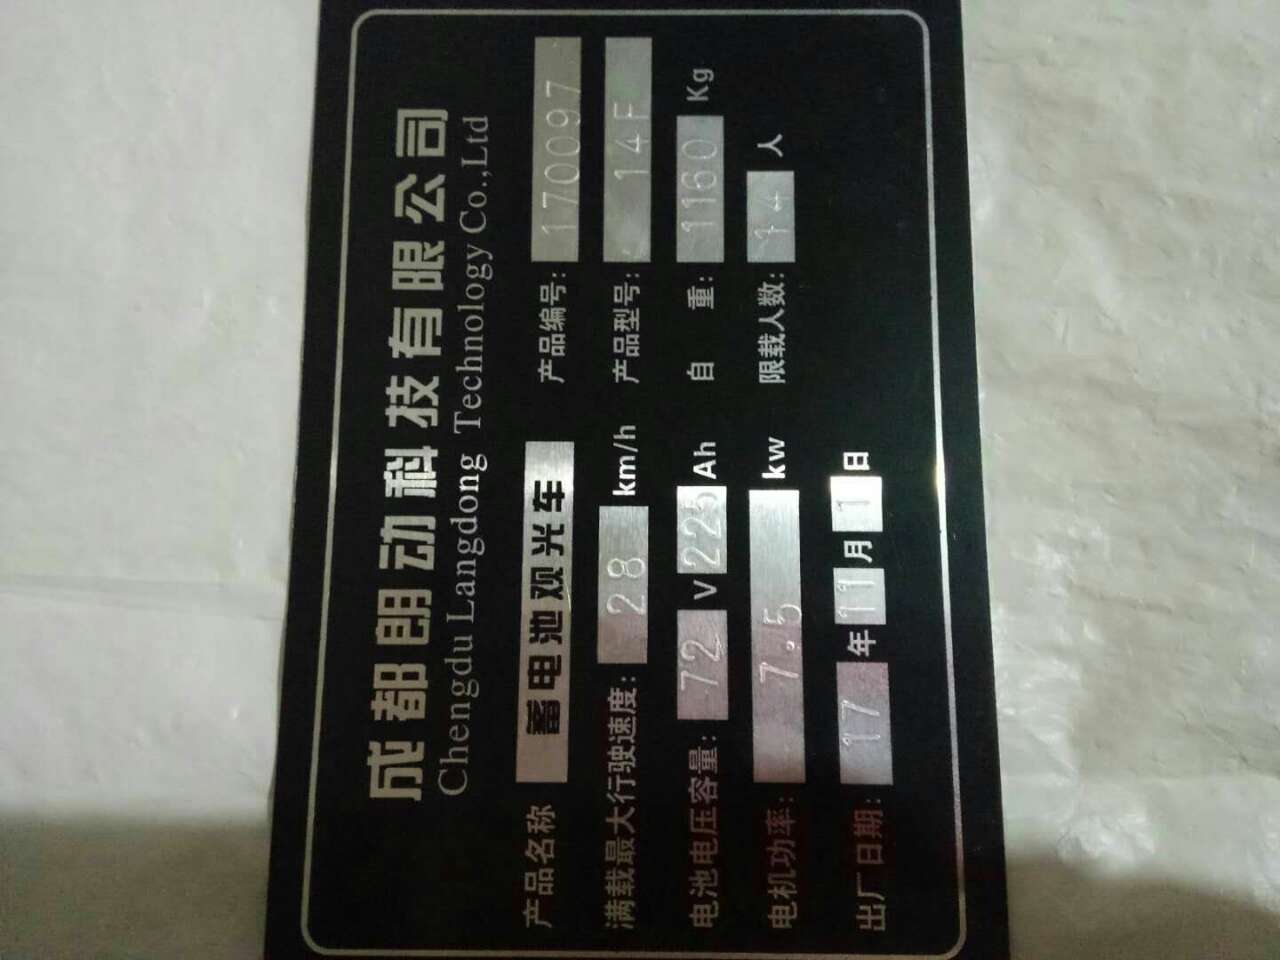 成都朗动科技有限公司
Chengdu Langdong Technology Co.,Ltd
产品名称 蓄电池观光车 产品编号: 170097
满载最大行驶速度: 28 km/h 产品型号: 14F
电池电压容量: 72 V 225 Ah 自 重: 1160 Kg
电机功率: 7.5 kw 限载人数: 14 人
出厂日期: 17 年 11 月 1 日